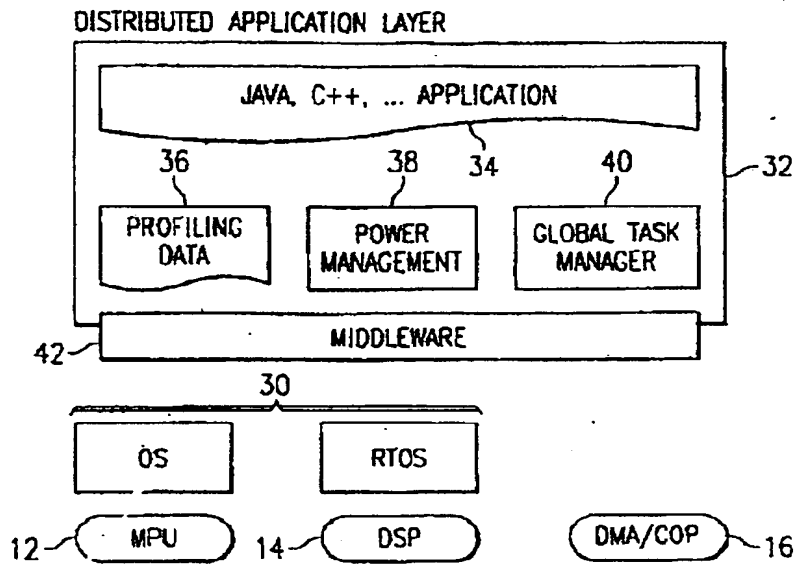 DISTRIBUTED APPLICATION LAYER
JAVA, C++, ... APPLICATION
34
36
38
40
32
PROFILING
DATA
POWER
MANAGEMENT
GLOBAL TASK
MANAGER
MIDDLEWARE
42
30
OS
RTOS
12
MPU
14
DSP
DMA/COP
16